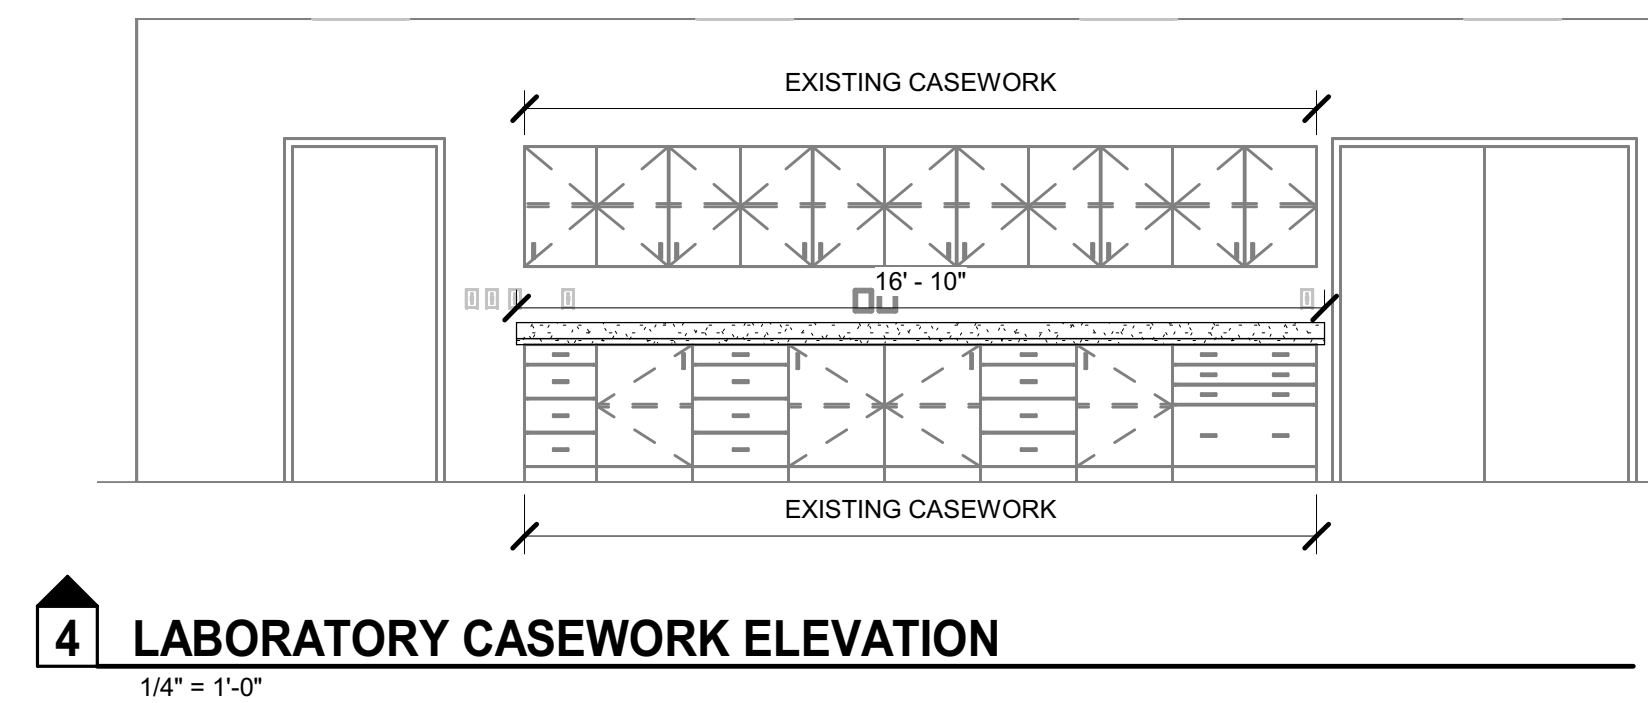 EXISTING CASEWORK
16' - 10"
EXISTING CASEWORK
4 LABORATORY CASEWORK ELEVATION
1/4" = 1'-0"